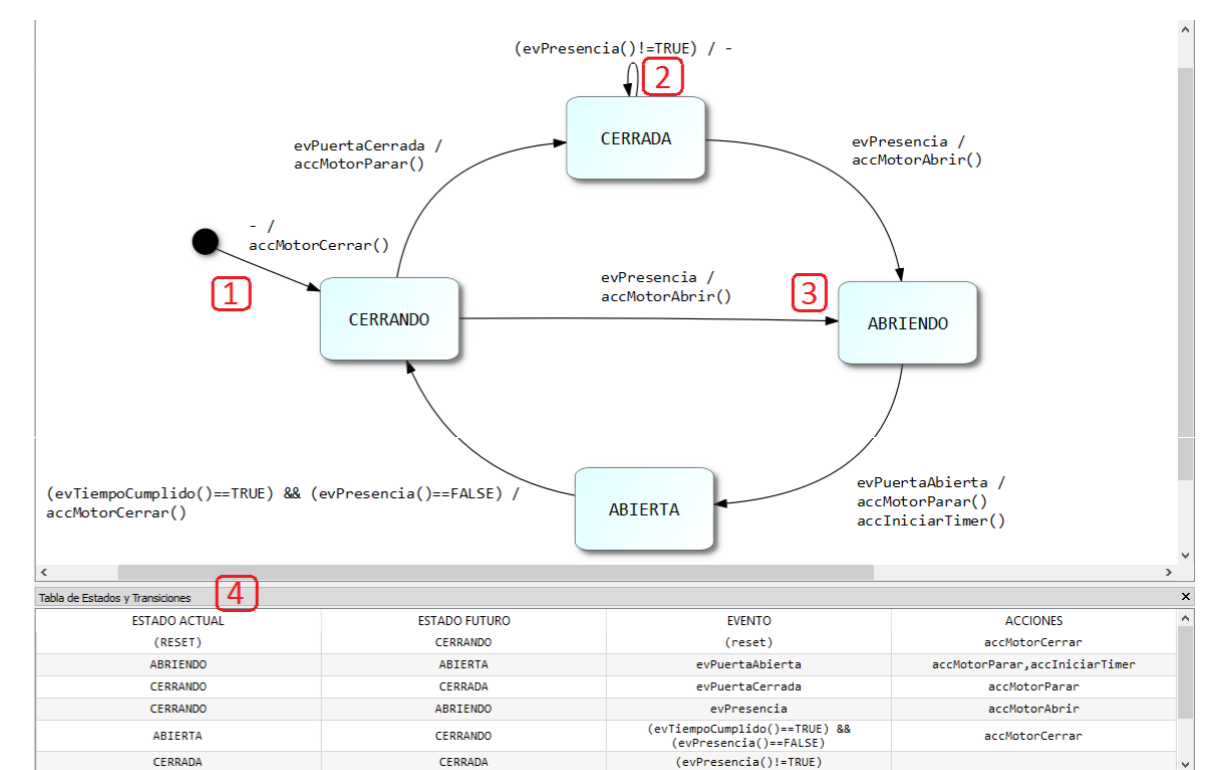 (evPresencia()!=TRUE) / -
2
CERRADA
evPuertaCerrada /
accMotorParar()
evPresencia /
accMotorAbrir()
- /
accMotorCerrar()
1
evPresencia /
accMotorAbrir()
3
CERRANDO
ABRIENDO
(evTiempoCumplido()==TRUE) && (evPresencia()==FALSE) /
accMotorCerrar()
ABIERTA
evPuertaAbierta /
accMotorParar()
accIniciarTimer()
4
Tabla de Estados y Transiciones
ESTADO ACTUAL ESTADO FUTURO EVENTO ACCIONES
(RESET) CERRANDO (reset) accMotorCerrar
ABRIENDO ABIERTA evPuertaAbierta accMotorParar,accIniciarTimer
CERRANDO CERRADA evPuertaCerrada accMotorParar
CERRANDO ABRIENDO evPresencia accMotorAbrir
ABIERTA CERRANDO (evTiempoCumplido()==TRUE) && accMotorCerrar
(evPresencia()==FALSE)
CERRADA CERRADA (evPresencia()!=TRUE)